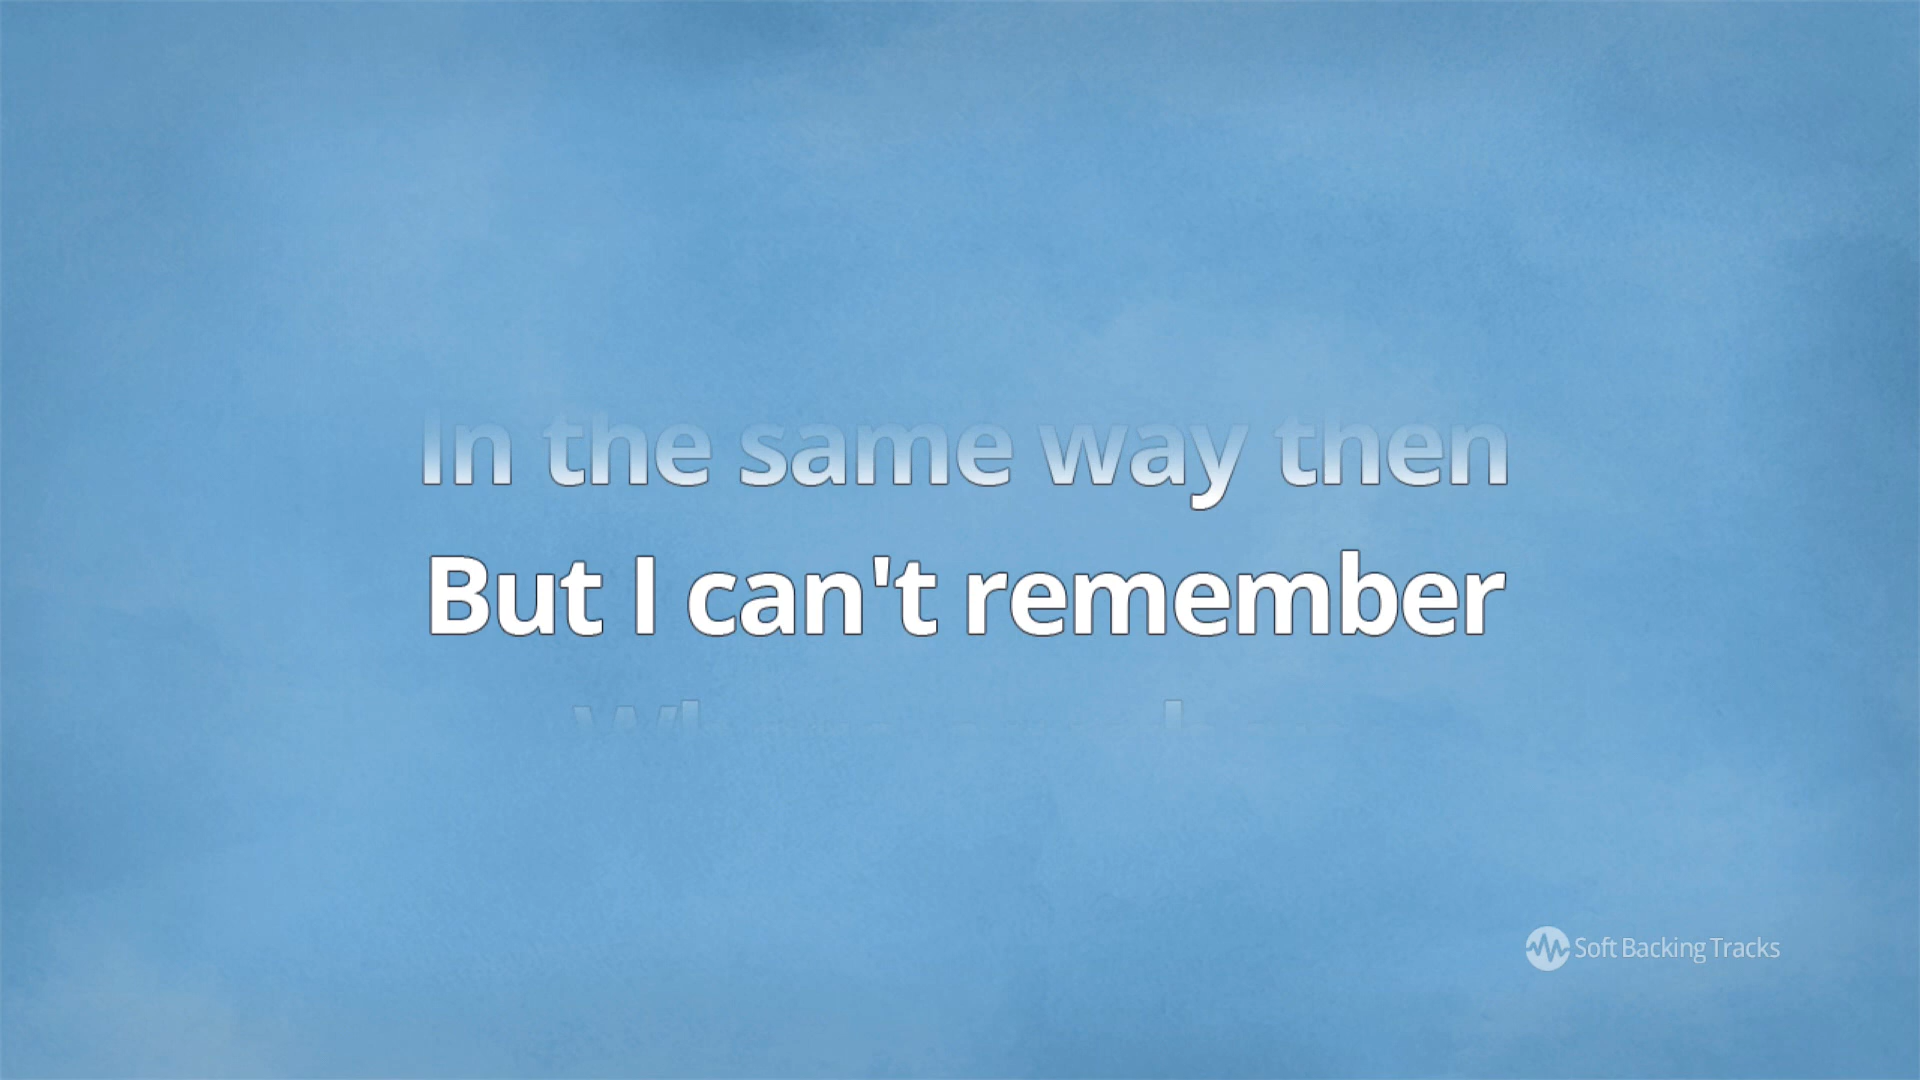 In the same way then
But I can't remember
Soft Backing Tracks